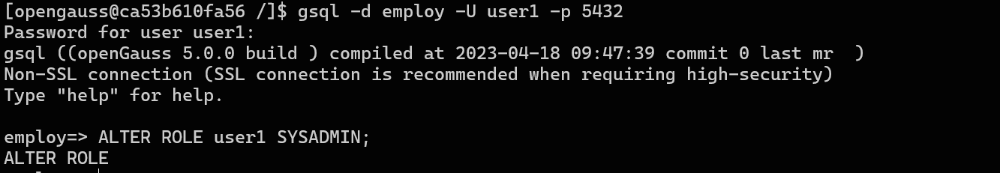 [opengauss@ca53b610fa56 /]$ gsql -d employ -U user1 -p 5432
Password for user user1:
gsql ((openGauss 5.0.0 build ) compiled at 2023-04-18 09:47:39 commit 0 last mr  )
Non-SSL connection (SSL connection is recommended when requiring high-security)
Type "help" for help.
employ=> ALTER ROLE user1 SYSADMIN;
ALTER ROLE